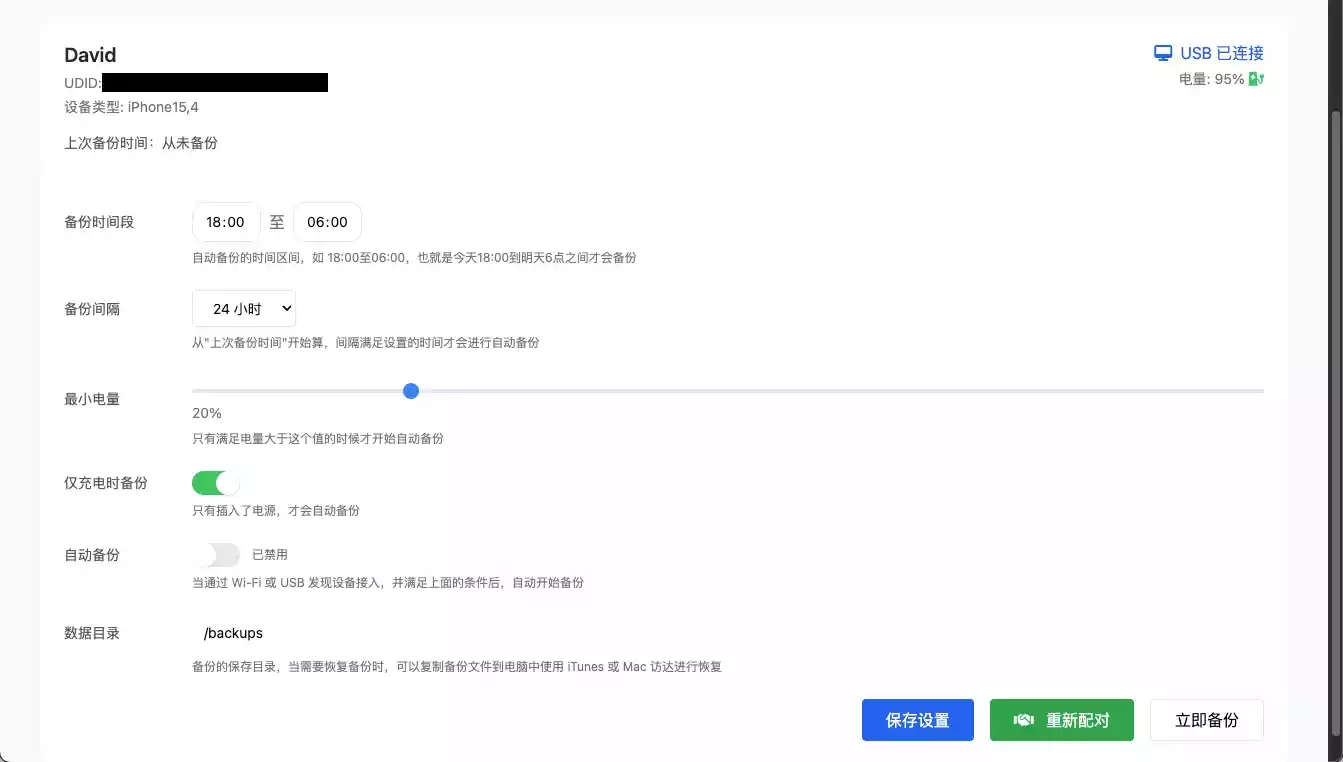 David
USB 已连接
UDID:
电量: 95%
设备类型: iPhone15,4
上次备份时间：从未备份
备份时间段
18:00 至 06:00
自动备份的时间区间，如 18:00至06:00，也就是今天18:00到明天6点之间才会备份
备份间隔
24 小时
从"上次备份时间"开始算，间隔满足设置的时间才会进行自动备份
最小电量
20%
只有满足电量大于这个值的时候才开始自动备份
仅充电时备份
只有插入了电源，才会自动备份
自动备份
已禁用
当通过 Wi-Fi 或 USB 发现设备接入，并满足上面的条件后，自动开始备份
数据目录
/backups
备份的保存目录，当需要恢复备份时，可以复制备份文件到电脑中使用 iTunes 或 Mac 访达进行恢复
保存设置
重新配对
立即备份